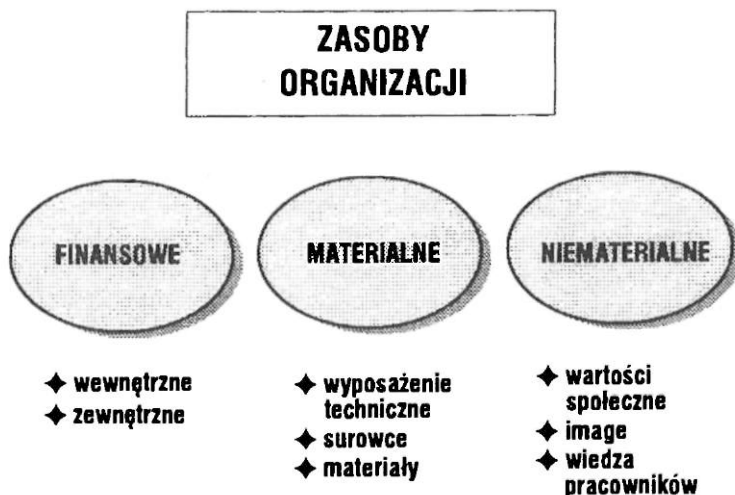 ZASOBY
ORGANIZACJI
FINANSOWE
MATERIALNE
NIEMATERIALNE
✦ wewnętrzne
✦ zewnętrzne
✦ wyposażenie
techniczne
✦ surowce
✦ materiały
✦ wartości
społeczne
✦ image
✦ wiedza
pracowników